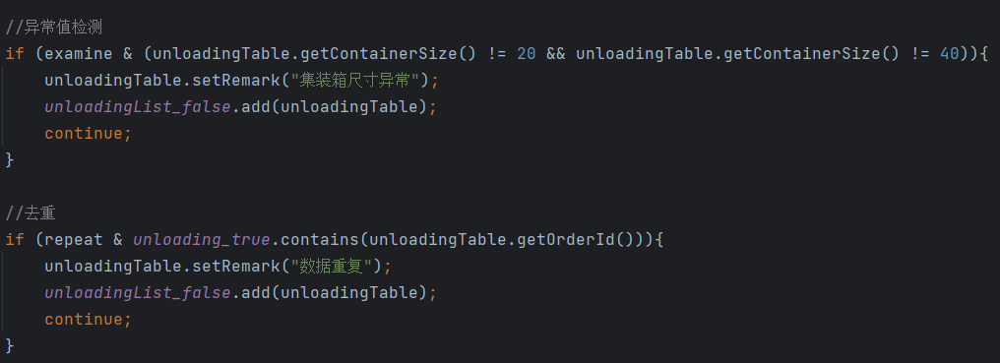 //异常值检测
if (examine & (unloadingTable.getContainerSize() != 20 && unloadingTable.getContainerSize() != 40)){
unloadingTable.setRemark("集装箱尺寸异常");
unloadingList_false.add(unloadingTable);
continue;
}
//去重
if (repeat & unloading_true.contains(unloadingTable.getOrderId())){
unloadingTable.setRemark("数据重复");
unloadingList_false.add(unloadingTable);
continue;
}